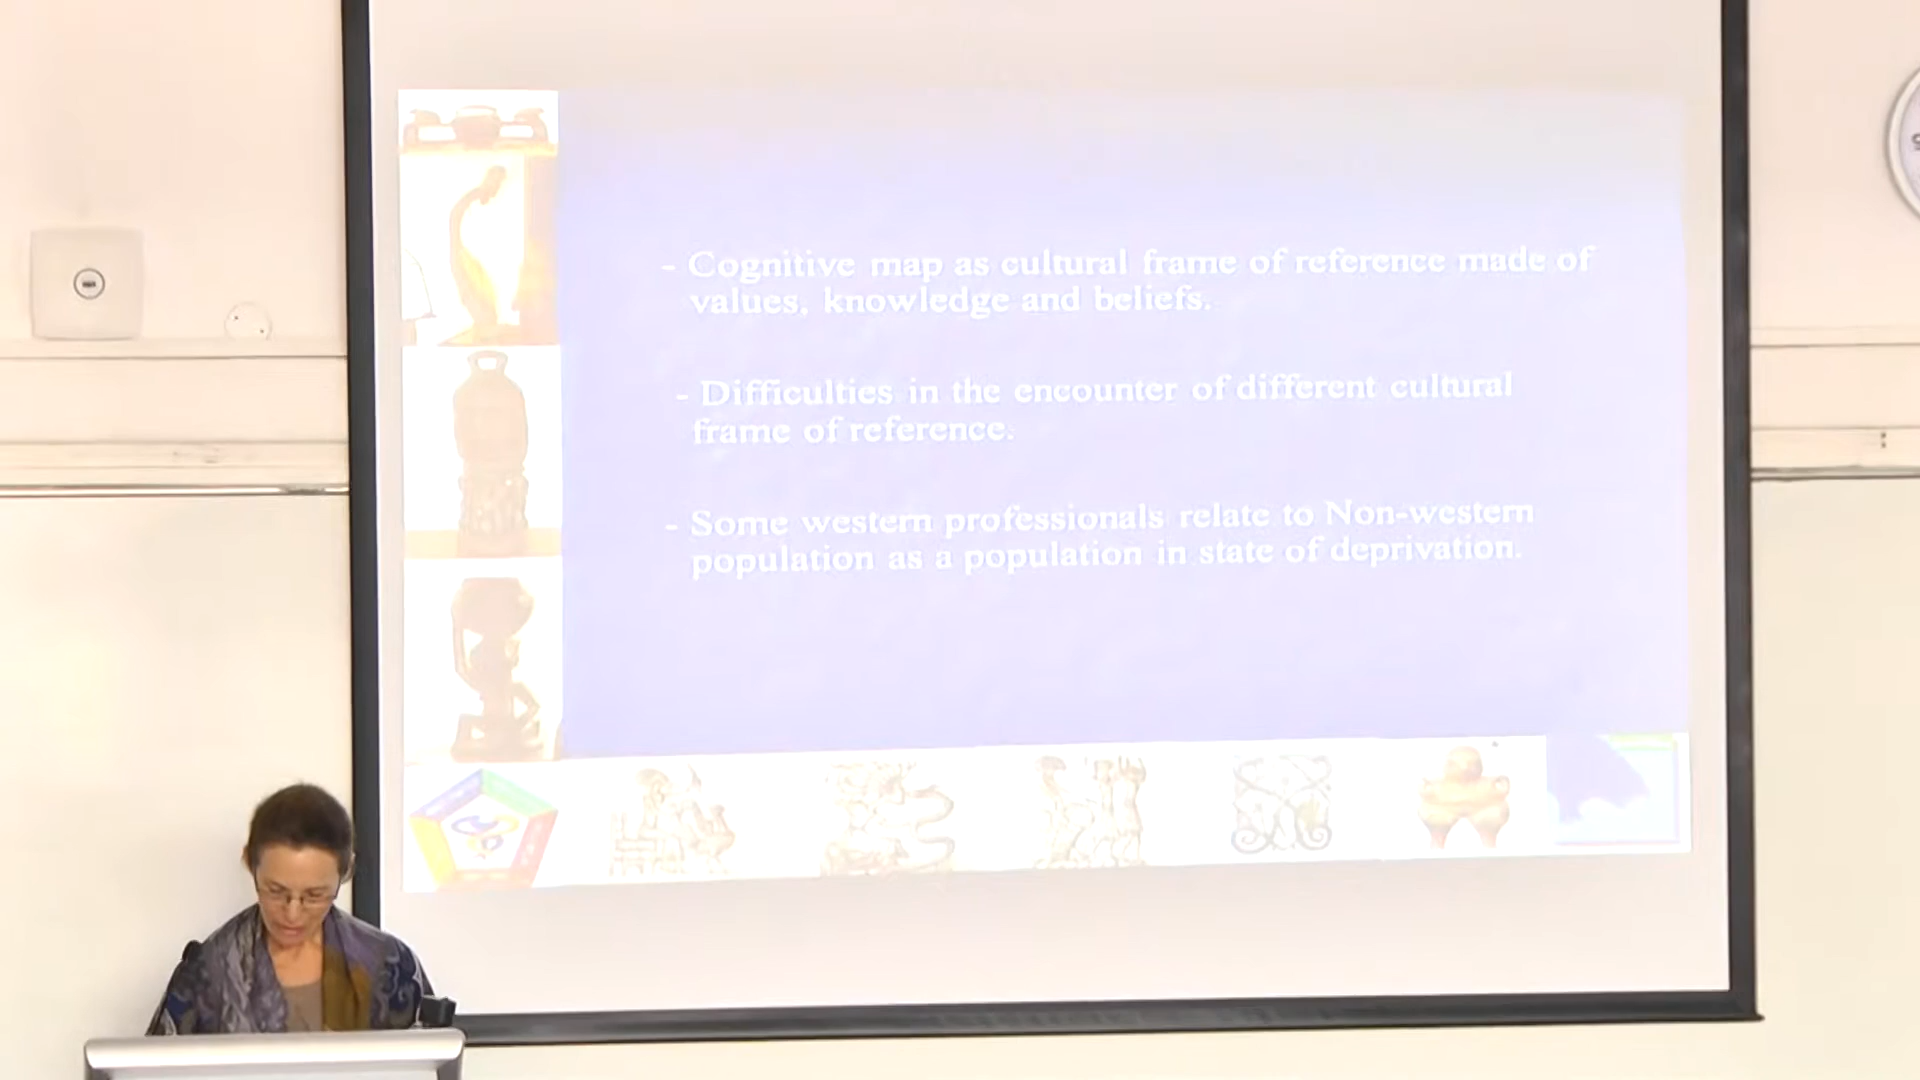 - Cognitive map as cultural frame of reference made of
values, knowledge and beliefs.
- Difficulties in the encounter of different cultural
frame of reference.
- Some western professionals relate to Non-western
population as a population in state of deprivation.